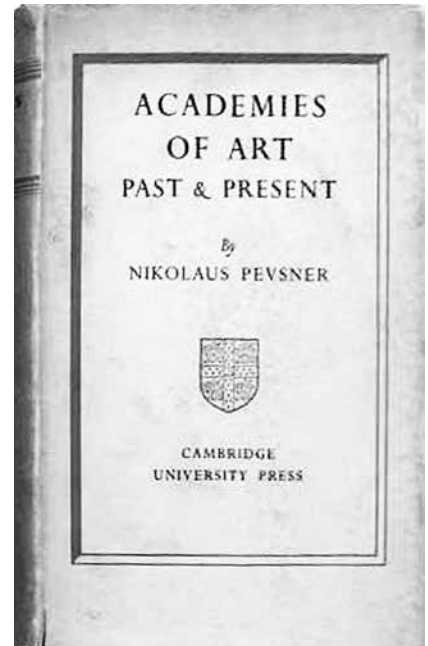 ACADEMIES
OF ART
PAST & PRESENT
By
NIKOLAUS PEVSNER
CAMBRIDGE
UNIVERSITY PRESS